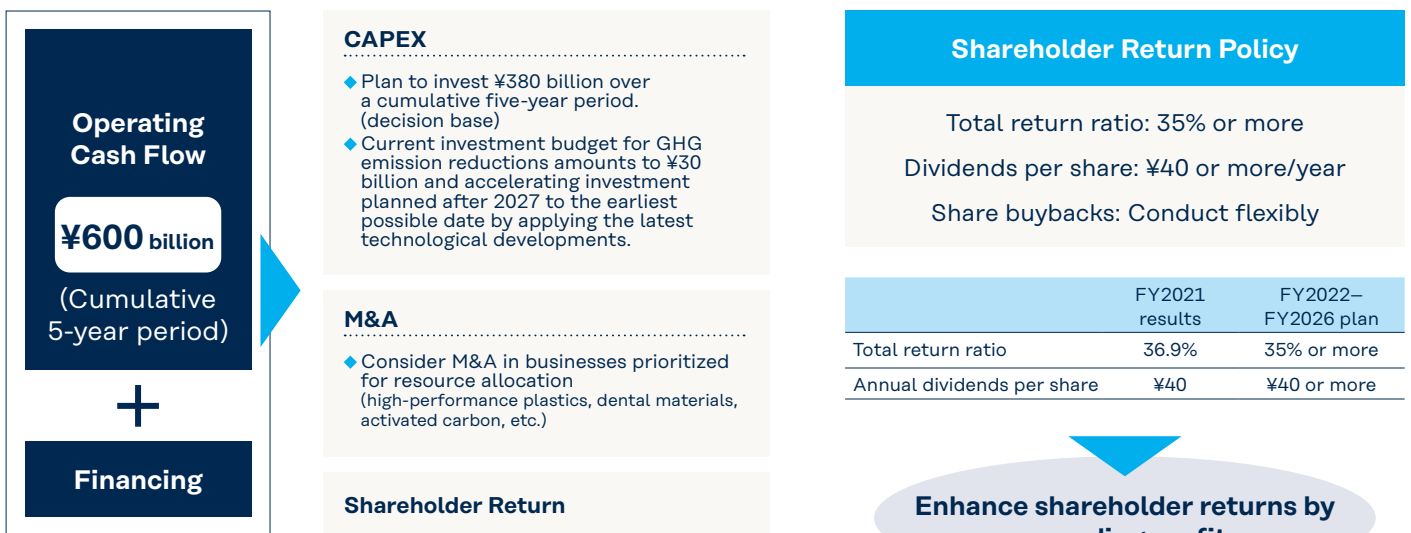 Operating
Cash Flow
¥600 billion
(Cumulative
5-year period)
+
Financing
CAPEX
◆ Plan to invest ¥380 billion over
a cumulative five-year period.
(decision base)
◆ Current investment budget for GHG
emission reductions amounts to ¥30
billion and accelerating investment
planned after 2027 to the earliest
possible date by applying the latest
technological developments.
M&A
◆ Consider M&A in businesses prioritized
for resource allocation
(high-performance plastics, dental materials,
activated carbon, etc.)
Shareholder Return
Shareholder Return Policy
Total return ratio: 35% or more
Dividends per share: ¥40 or more/year
Share buybacks: Conduct flexibly
FY2021 FY2022–
results FY2026 plan
Total return ratio 36.9% 35% or more
Annual dividends per share ¥40 ¥40 or more
Enhance shareholder returns by